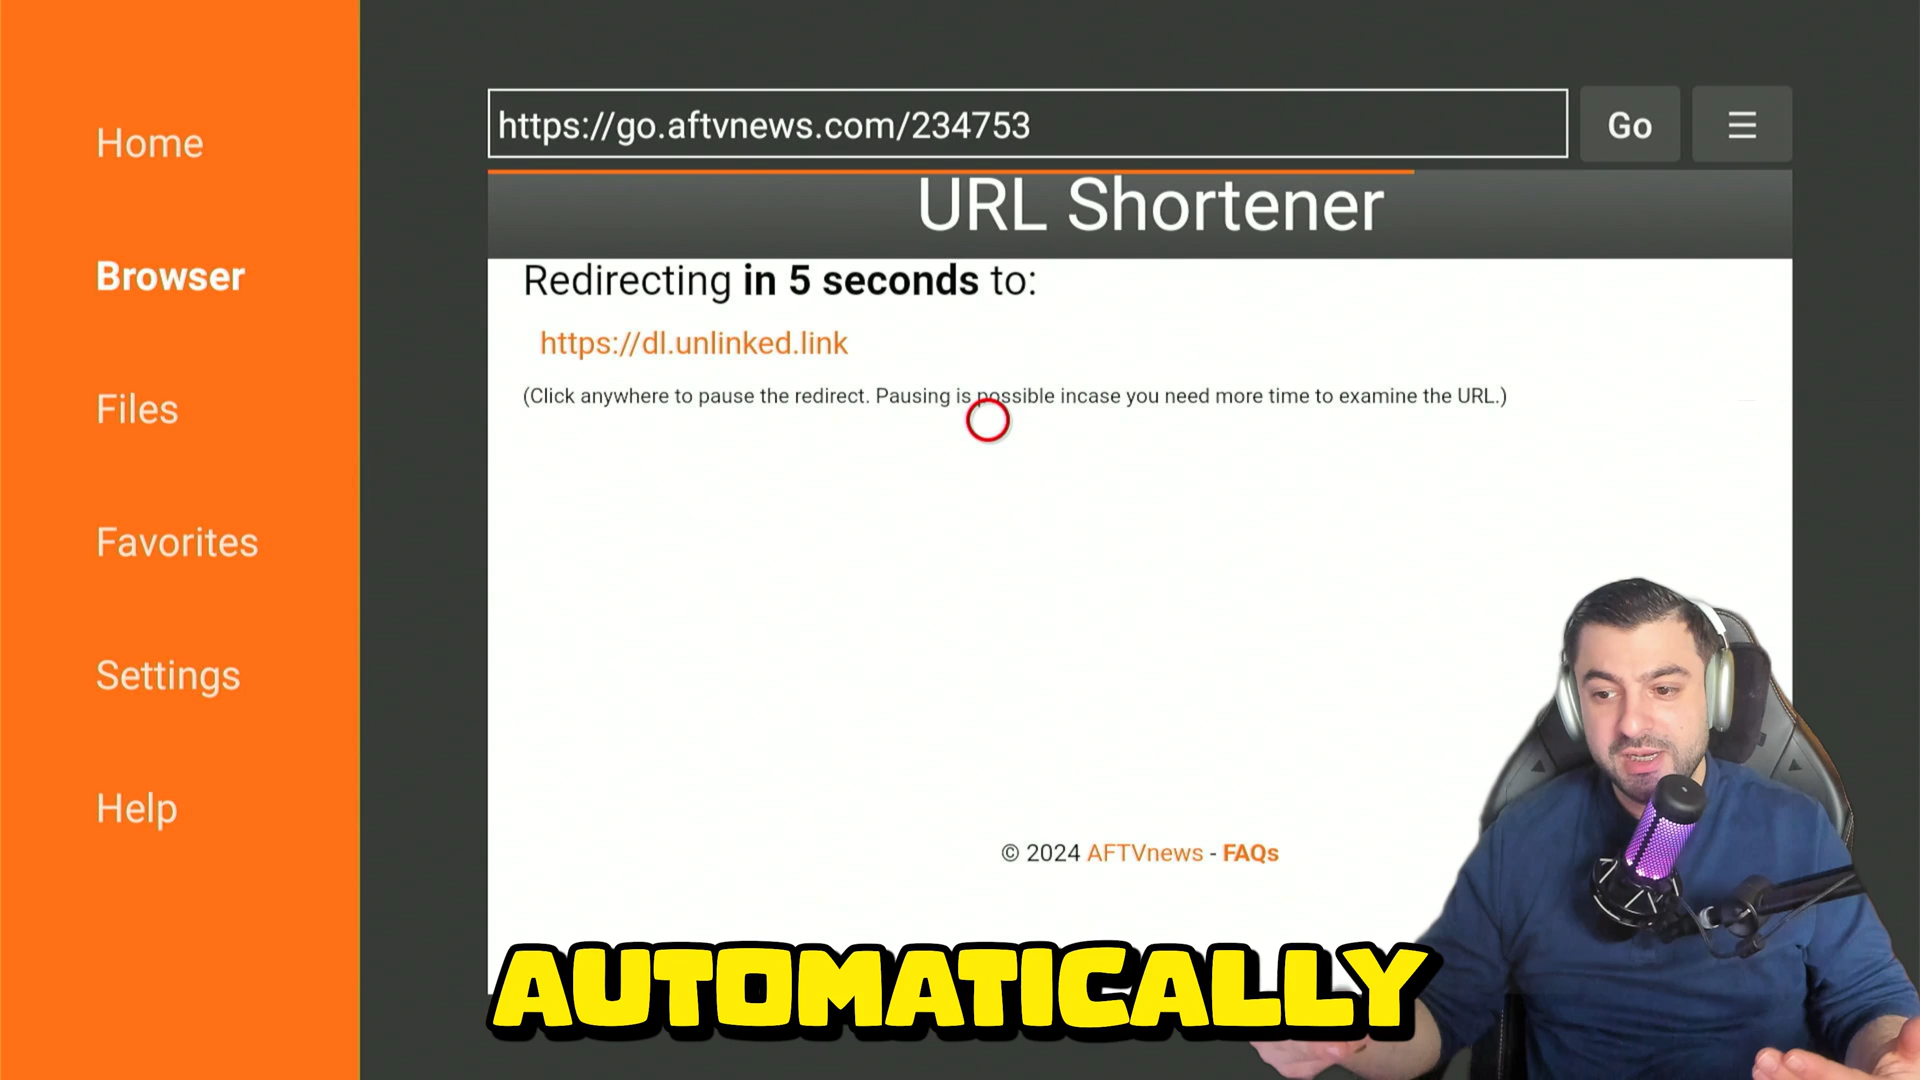 Home
Browser
Files
Favorites
Settings
Help
https://go.aftvnews.com/234753
Go
URL Shortener
Redirecting in 5 seconds to:
https://dl.unlinked.link
(Click anywhere to pause the redirect. Pausing is possible incase you need more time to examine the URL.)
© 2024 AFTVnews - FAQs
AUTOMATICALLY